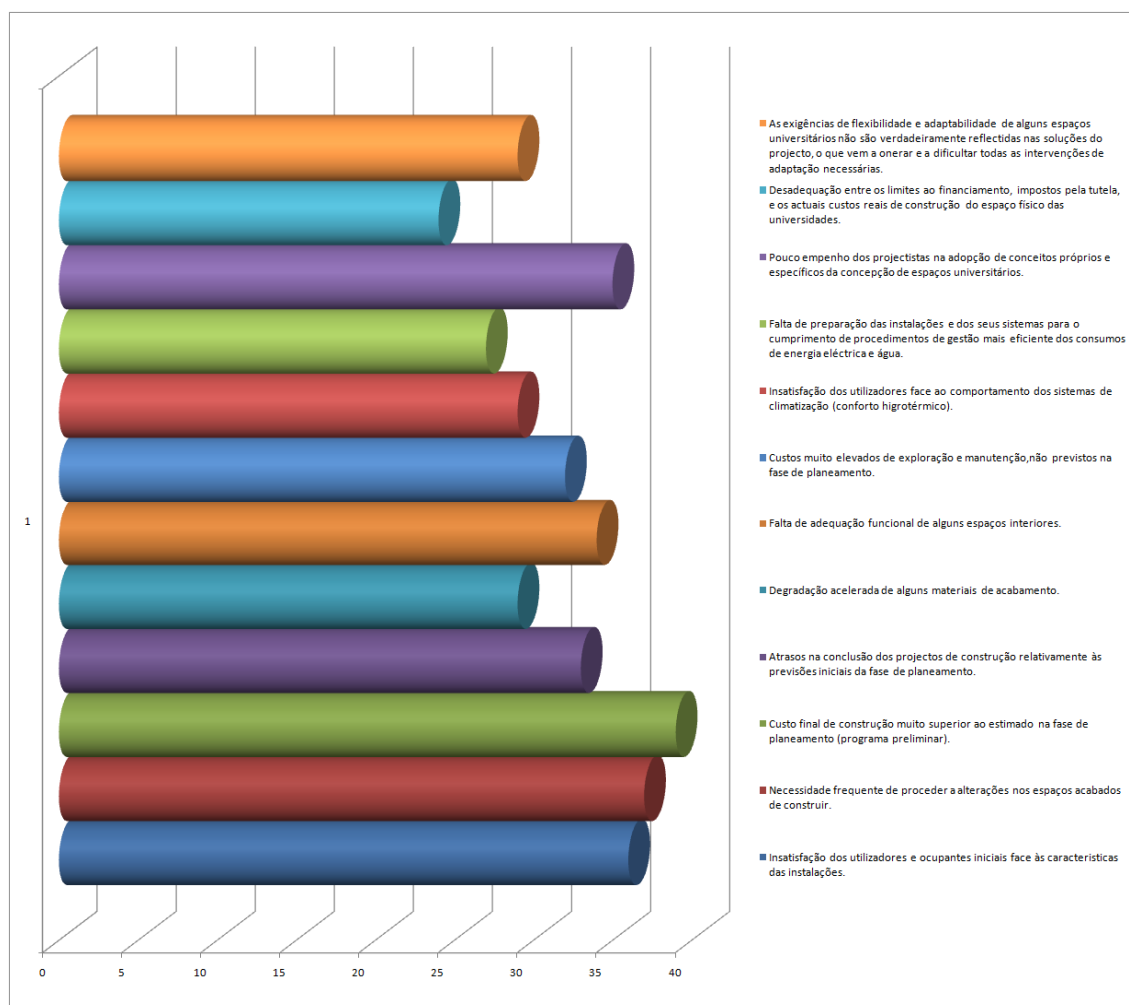 As exigências de flexibilidade e adaptabilidade de alguns espaços
universitários não são verdadeiramente reflectidas nas soluções do
projecto, o que vem a onerar e a dificultar todas as intervenções de
adaptação necessárias.
Desadequação entre os limites ao financiamento, impostos pela tutela,
e os actuais custos reais de construção do espaço físico das
universidades.
Pouco empenho dos projectistas na adopção de conceitos próprios e
específicos da concepção de espaços universitários.
Falta de preparação das instalações e dos seus sistemas para o
cumprimento de procedimentos de gestão mais eficiente dos consumos
de energia eléctrica e água.
Insatisfação dos utilizadores face ao comportamento dos sistemas de
climatização (conforto higrotérmico).
Custos muito elevados de exploração e manutenção,não previstos na
fase de planeamento.
1
Falta de adequação funcional de alguns espaços interiores.
Degradação acelerada de alguns materiais de acabamento.
Atrasos na conclusão dos projectos de construção relativamente às
previsões iniciais da fase de planeamento.
Custo final de construção muito superior ao estimado na fase de
planeamento (programa preliminar).
Necessidade frequente de proceder a alterações nos espaços acabados
de construir.
Insatisfação dos utilizadores e ocupantes iniciais face às caracteristicas
das instalações.
0 5 10 15 20 25 30 35 40